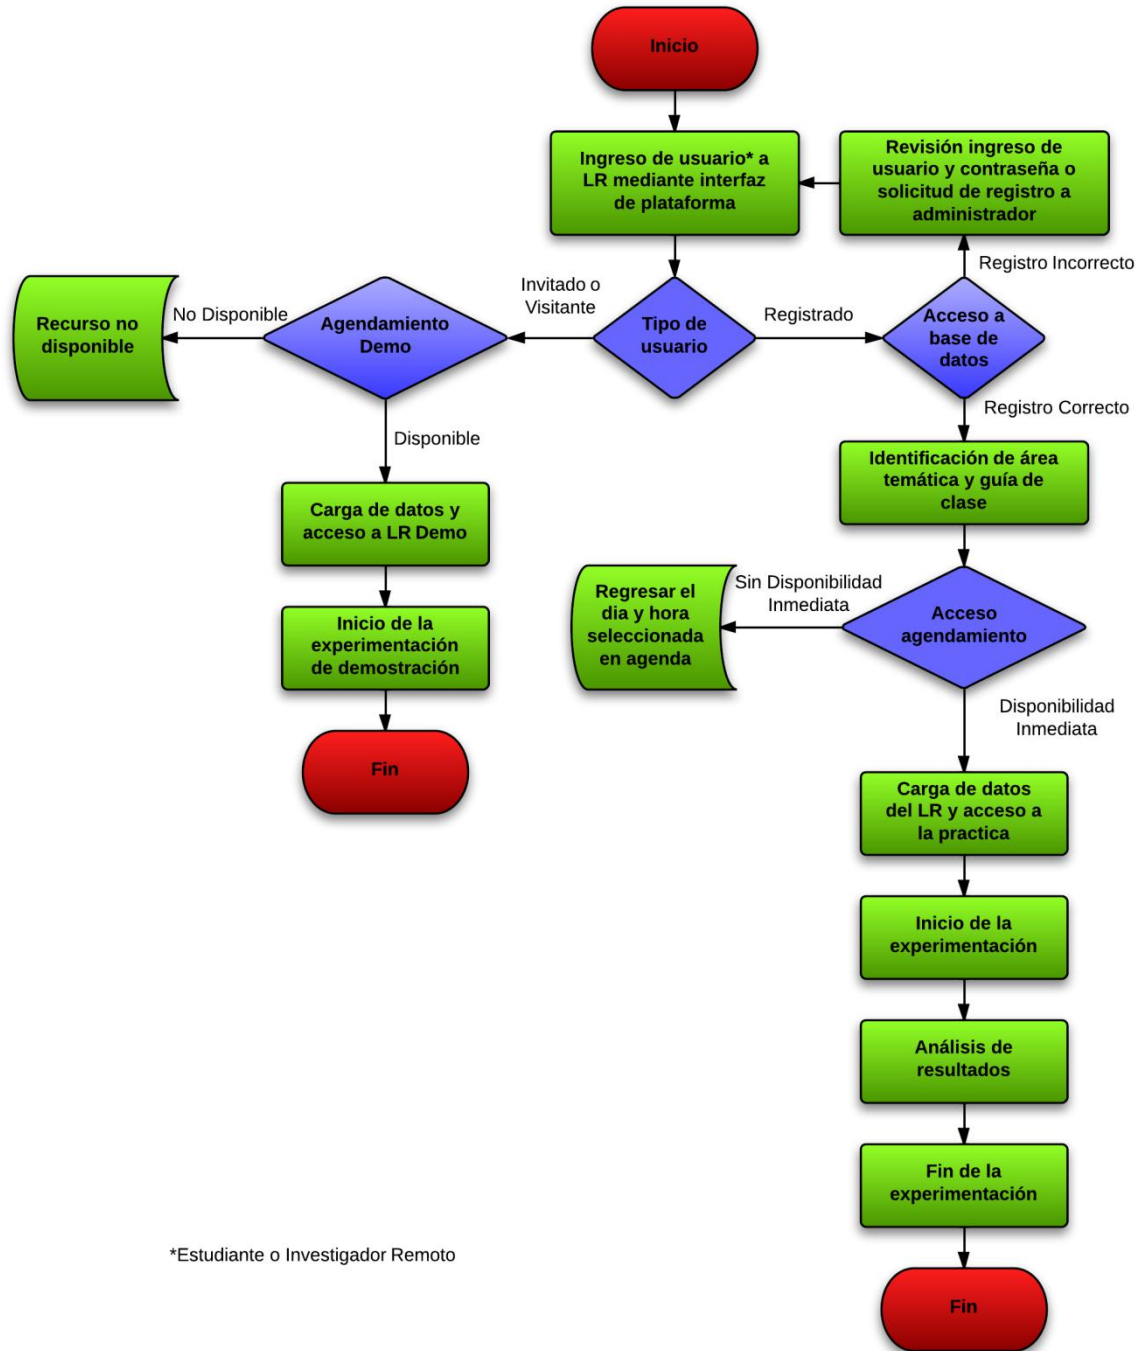 Inicio
Ingreso de usuario* a
LR mediante interfaz
de plataforma
Revisión ingreso de
usuario y contraseña o
solicitud de registro a
administrador
Registro Incorrecto
Invitado o
Visitante
Tipo de
usuario
Registrado
Acceso a
base de
datos
No Disponible
Agendamiento
Demo
Recurso no
disponible
Registro Correcto
Disponible
Identificación de área
temática y guía de
clase
Carga de datos y
acceso a LR Demo
Sin Disponibilidad
Inmediata
Acceso
agendamiento
Regresar el
dia y hora
seleccionada
en agenda
Inicio de la
experimentación
de demostración
Disponibilidad
Inmediata
Fin
Carga de datos
del LR y acceso a
la practica
Inicio de la
experimentación
Análisis de
resultados
Fin de la
experimentación
Fin
*Estudiante o Investigador Remoto